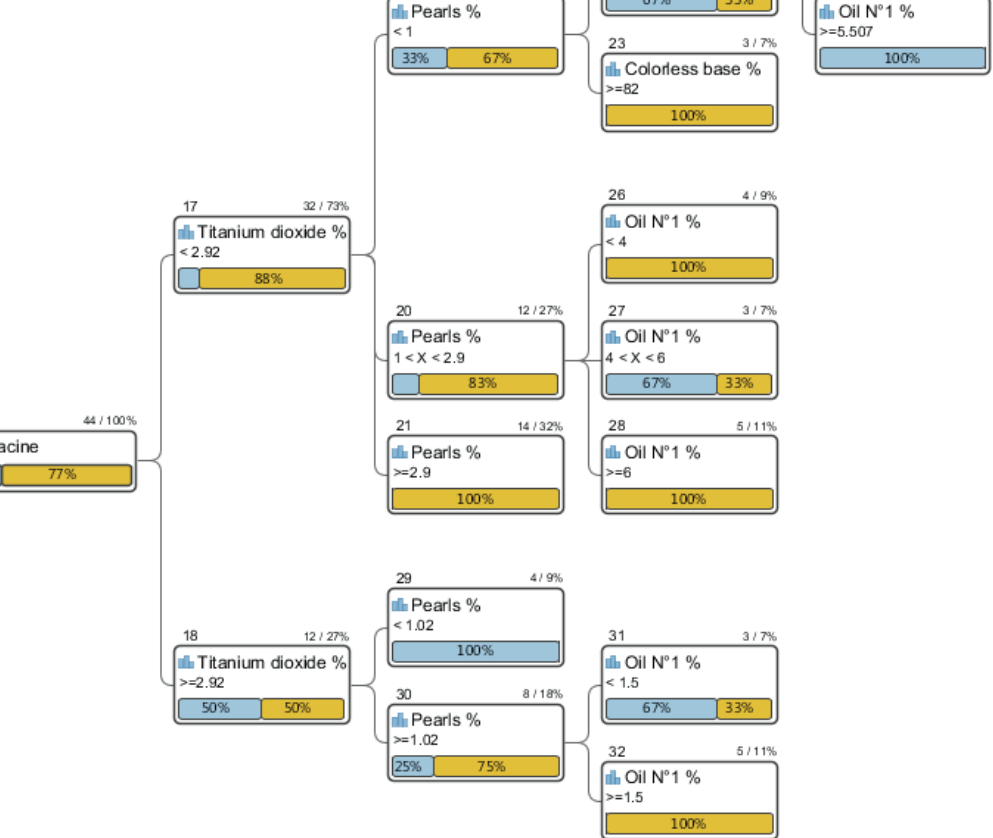 Pearls %
< 1
33% 67%
Oil N°1 %
>=5.507
100%
23 3 / 7%
Colorless base %
>=82
100%
17 32 / 73%
Titanium dioxide %
< 2.92
88%
26 4 / 9%
Oil N°1 %
< 4
100%
20 12 / 27%
Pearls %
1 < X < 2.9
83%
27 3 / 7%
Oil N°1 %
4 < X < 6
67% 33%
21 14 / 32%
Pearls %
>=2.9
100%
28 5 / 11%
Oil N°1 %
>=6
100%
44 / 100%
acine
77%
29 4 / 9%
Pearls %
< 1.02
100%
18 12 / 27%
Titanium dioxide %
>=2.92
50% 50%
30 8 / 18%
Pearls %
>=1.02
25% 75%
31 3 / 7%
Oil N°1 %
< 1.5
67% 33%
32 5 / 11%
Oil N°1 %
>=1.5
100%